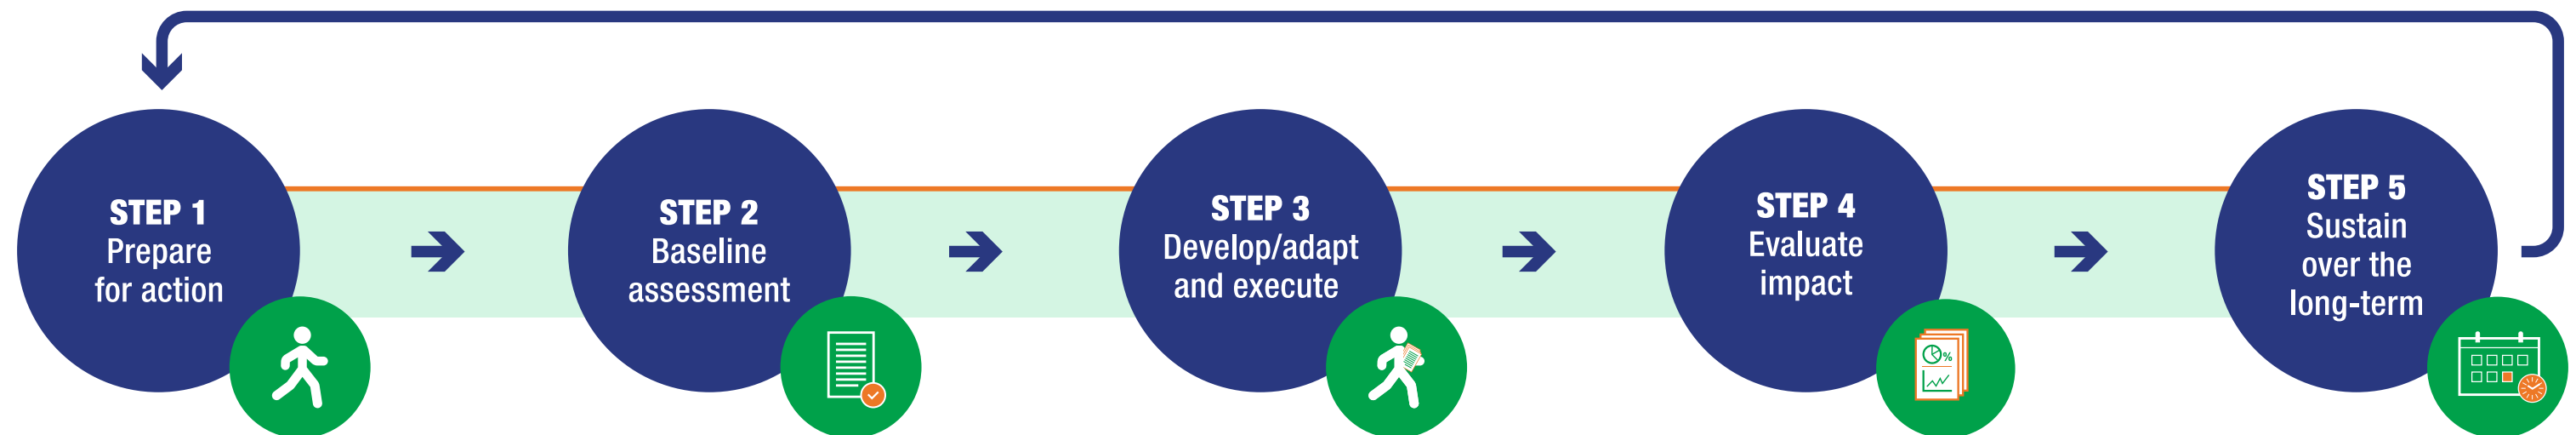 STEP 1
Prepare
for action
STEP 2
Baseline
assessment
STEP 3
Develop/adapt
and execute
STEP 4
Evaluate
impact
%
STEP 5
Sustain
over the
long-term